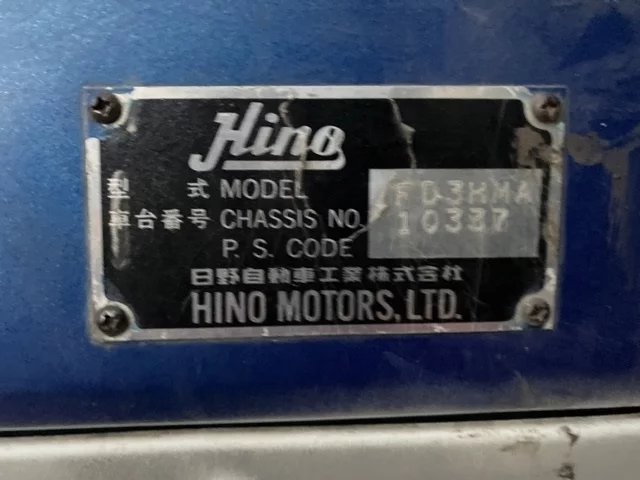 Hino
型 式 MODEL FD3HMA
車台番号 CHASSIS NO. 10337
P. S. CODE
日野自動車工業株式会社
HINO MOTORS, LTD.